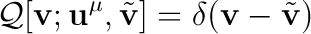 𝒬[𝐯; 𝐮^μ, 𝐯̃] = δ(𝐯 − 𝐯̃)